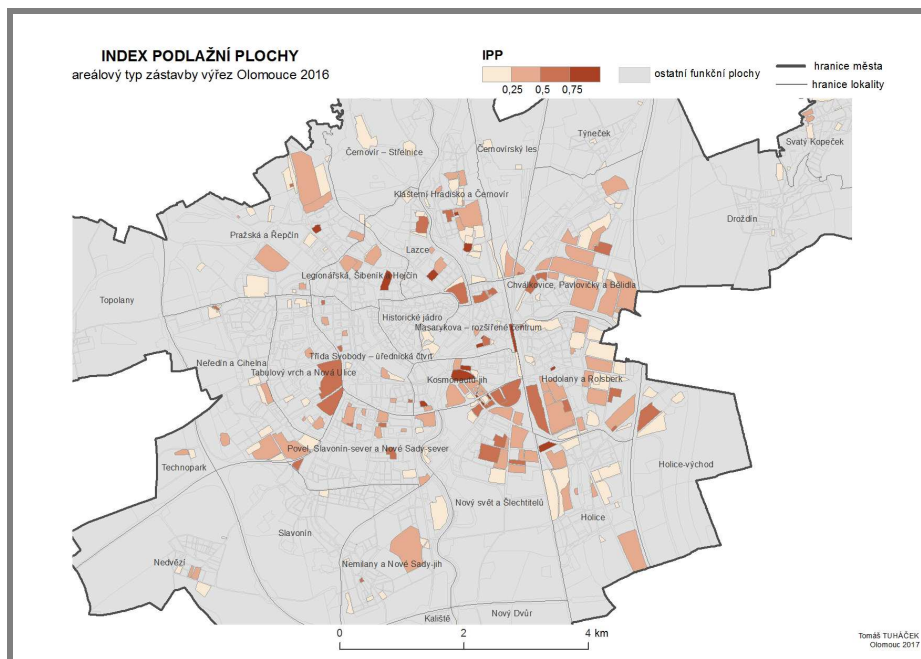 INDEX PODLAŽNÍ PLOCHY
areálový typ zástavby výřez Olomouce 2016
IPP
0,25 0,5 0,75
ostatní funkční plochy
hranice města
hranice lokality
Týneček
Svatý Kopeček
Černovír – Střelnice
Černovírský les
Klášterní Hradisko a Černovír
Droždín
Pražská a Řepčín
Lazce
Legionářská, Šibeník a Hejčín
Chválkovice, Pavlovičky a Bělidla
Topolany
Historické jádro
Masarykova – rozšířené centrum
Třída Svobody – úřednická čtvrť
Neředín a Cihelna
Tabulový vrch a Nová Ulice
Kosmonautů-jih
Hodolany a Rolsberk
Povel, Slavonín-sever a Nové Sady-sever
Technopark
Holice-východ
Nový svět a Šlechtitelů
Holice
Slavonín
Nedvězí
Nemilany a Nové Sady-jih
Nový Dvůr
Kaliště
0 2 4 km
Tomáš TUHÁČEK
Olomouc 2017